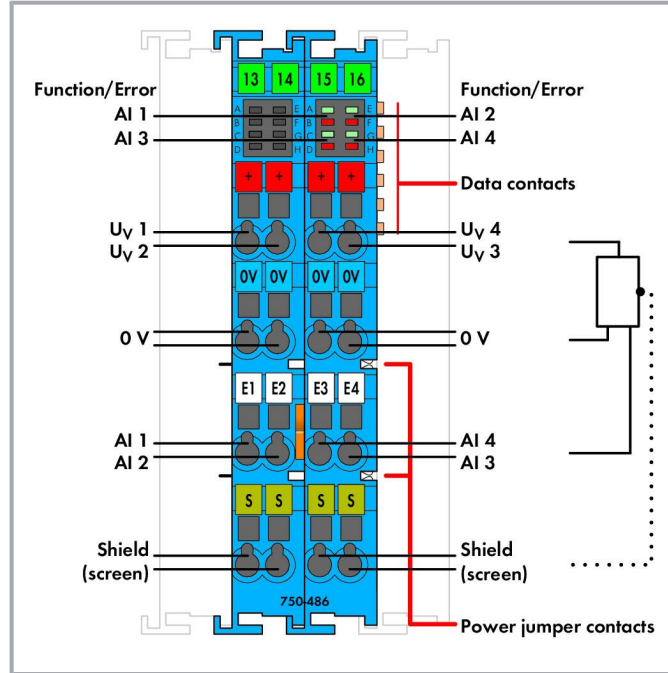 13 14 15 16
Function/Error
Function/Error
A E A E
AI 1
AI 2
B F B F
AI 3
AI 4
C G C G
D H D H
+ + + +
Data contacts
UV 1
UV 4
UV 2
UV 3
0V 0V 0V 0V
0 V
0 V
E1 E2 E3 E4
AI 1
AI 4
AI 2
AI 3
S S S S
Shield
Shield
(screen)
(screen)
750-486
Power jumper contacts